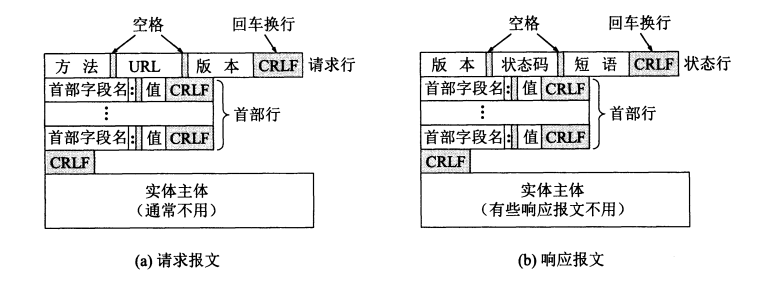 空格 回车换行
方 法 URL 版 本 CRLF 请求行
首部字段名: 值 CRLF
⋮ 首部行
首部字段名: 值 CRLF
CRLF
实体主体
(通常不用)
(a) 请求报文
空格 回车换行
版 本 状态码 短 语 CRLF 状态行
首部字段名: 值 CRLF
⋮ 首部行
首部字段名: 值 CRLF
CRLF
实体主体
(有些响应报文不用)
(b) 响应报文